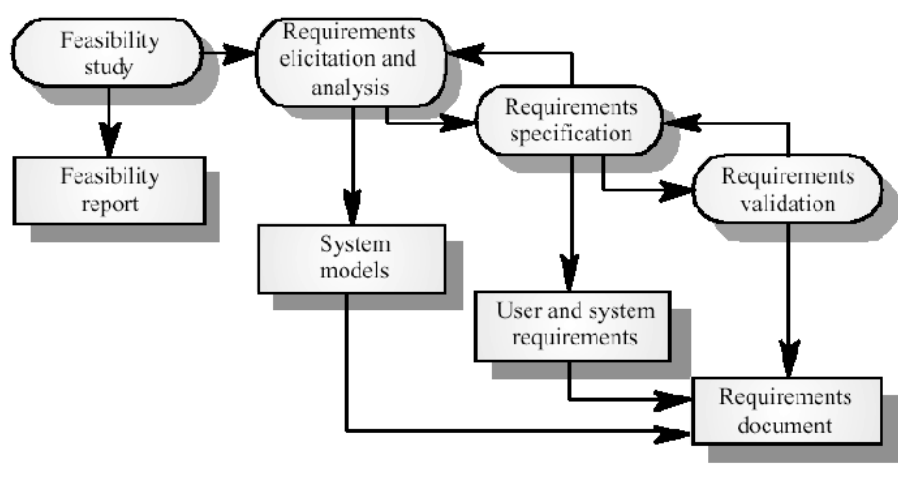 Feasibility
study
Requirements
elicitation and
analysis
Requirements
specification
Requirements
validation
Feasibility
report
System
models
User and system
requirements
Requirements
document